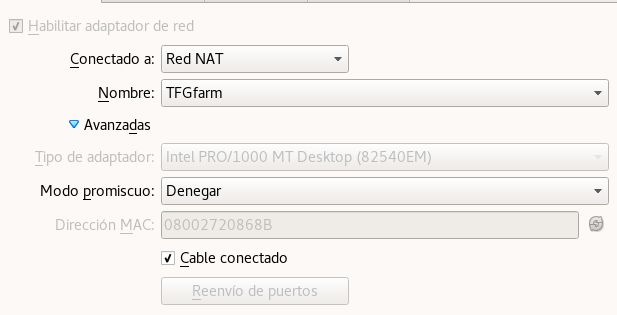 Habilitar adaptador de red
Conectado a: Red NAT
Nombre: TFGfarm
Avanzadas
Tipo de adaptador: Intel PRO/1000 MT Desktop (82540EM)
Modo promiscuo: Denegar
Dirección MAC: 08002720868B
Cable conectado
Reenvío de puertos